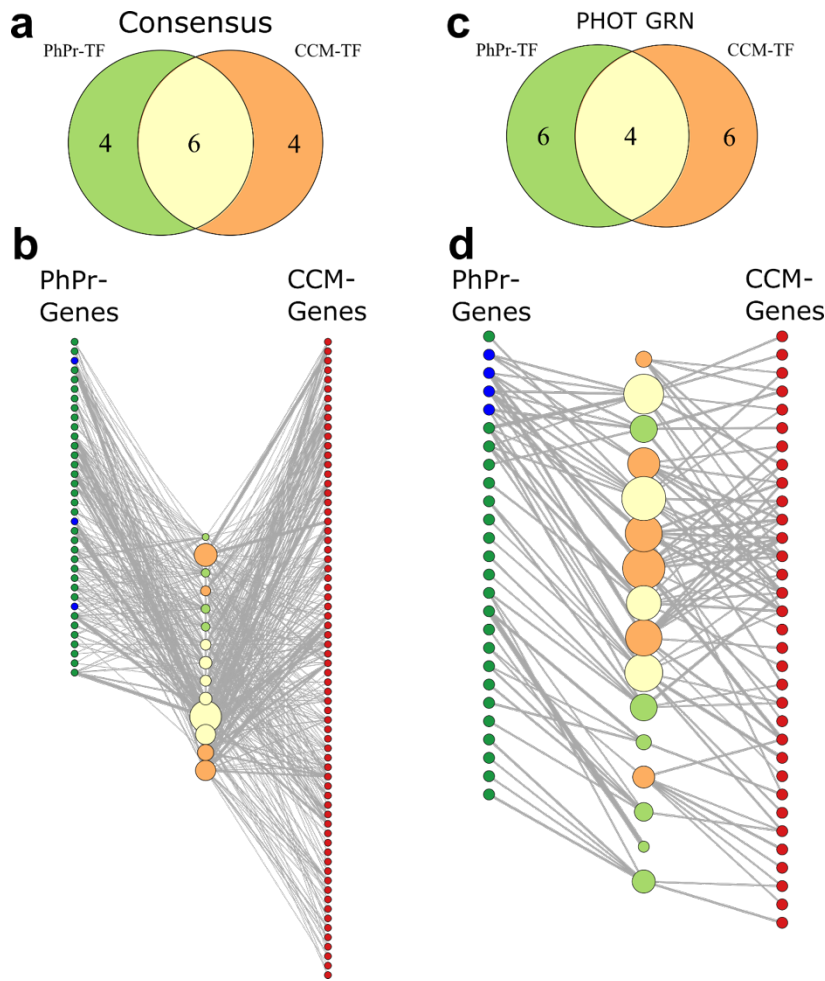 a
Consensus
PhPr-TF
CCM-TF
4
6
4
b
PhPr-
Genes
CCM-
Genes
c
PHOT GRN
PhPr-TF
CCM-TF
6
4
6
d
PhPr-
Genes
CCM-
Genes